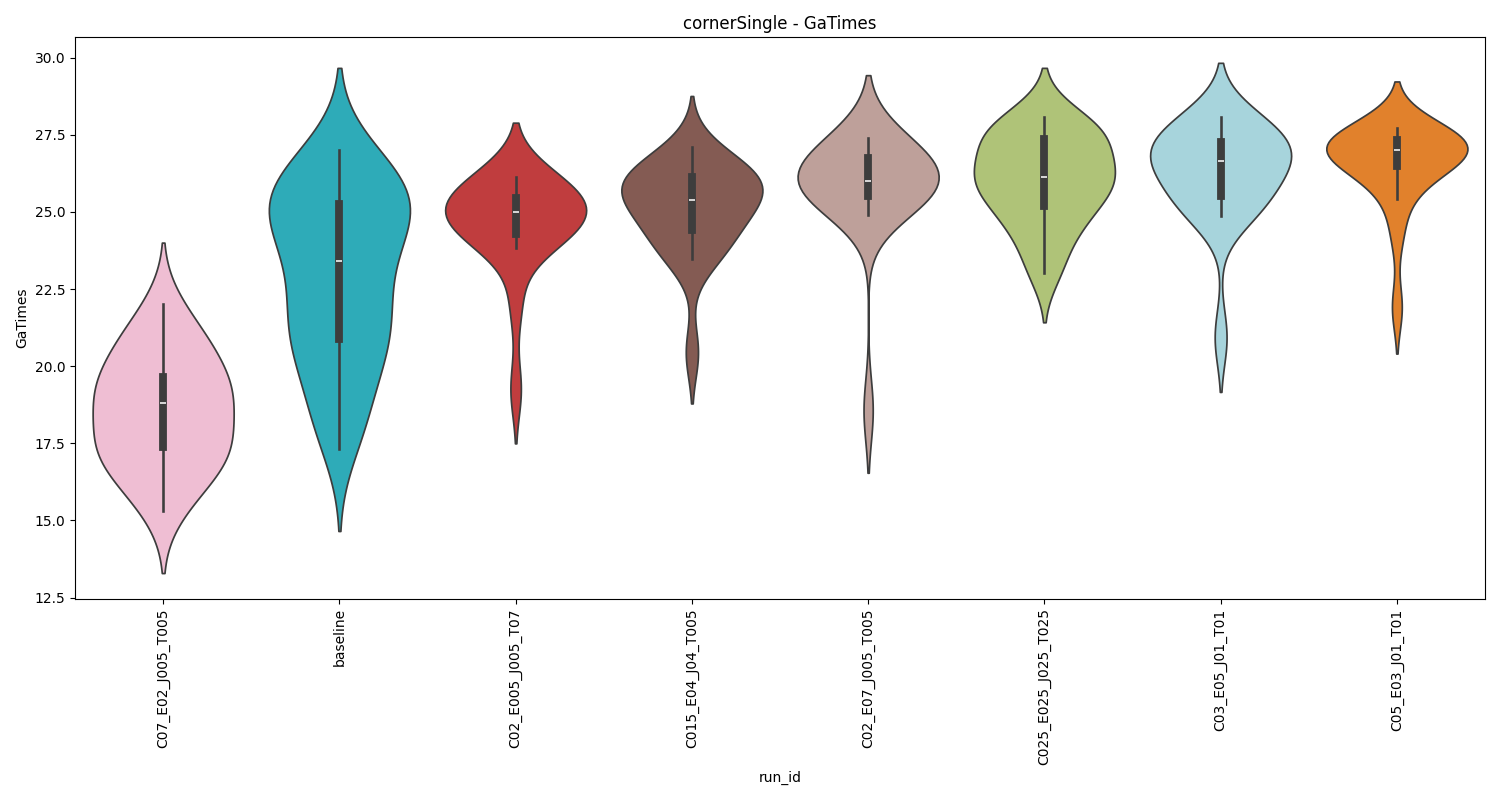 cornerSingle - GaTimes
GaTimes
30.0
27.5
25.0
22.5
20.0
17.5
15.0
12.5
C07_E02_J005_T005
baseline
C02_E005_J005_T07
C015_E04_J04_T005
C02_E07_J005_T005
C025_E025_J025_T025
C03_E05_J01_T01
C05_E03_J01_T01
run_id